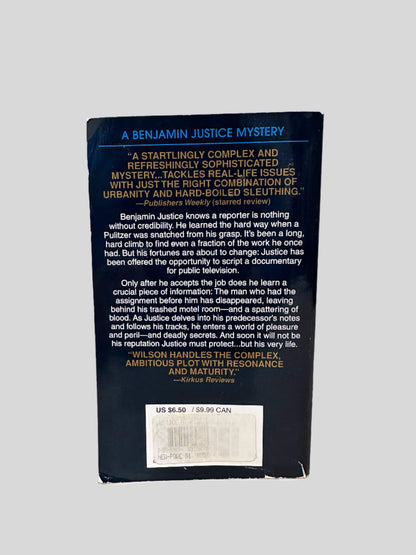 A BENJAMIN JUSTICE MYSTERY
"A STARTLINGLY COMPLEX AND
REFRESHINGLY SOPHISTICATED
MYSTERY...TACKLES REAL-LIFE ISSUES
WITH JUST THE RIGHT COMBINATION OF
URBANITY AND HARD-BOILED SLEUTHING."
—Publishers Weekly (starred review)
Benjamin Justice knows a reporter is nothing
without credibility. He learned the hard way when a
Pulitzer was snatched from his grasp. It's been a long,
hard climb to find even a fraction of the work he once
had. But his fortunes are about to change: Justice has
been offered the opportunity to script a documentary
for public television.
Only after he accepts the job does he learn a
crucial piece of information: The man who had the
assignment before him has disappeared, leaving
behind his trashed motel room—and a spattering of
blood. As Justice delves into his predecessor's notes
and follows his tracks, he enters a world of pleasure
and peril—and deadly secrets. And soon it will not be
his reputation Justice must protect...but his very life.
"WILSON HANDLES THE COMPLEX,
AMBITIOUS PLOT WITH RESONANCE
AND MATURITY."
—Kirkus Reviews
US $6.50 / $9.99 CAN